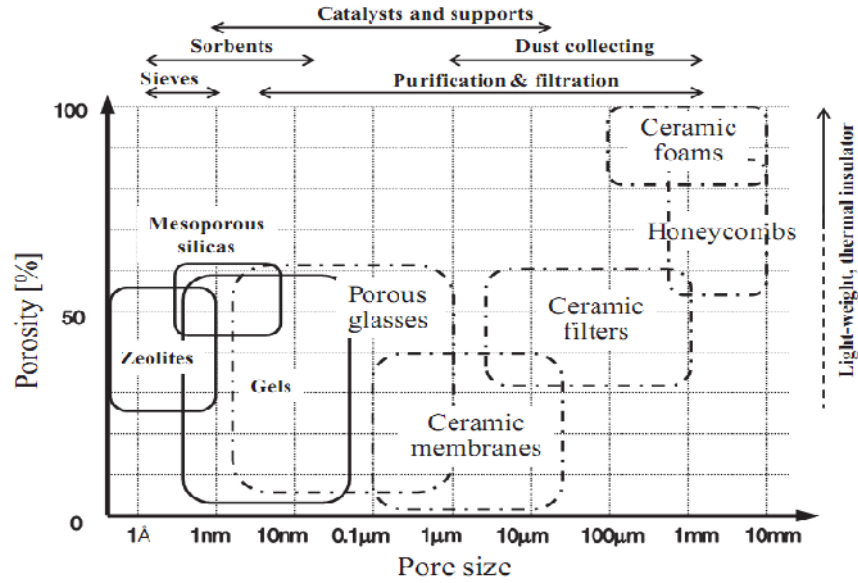 Catalysts and supports
Sorbents
Dust collecting
Sieves
Purification & filtration
100
Ceramic
foams
Mesoporous
silicas
Honeycombs
Porosity [%]
50
Porous
glasses
Ceramic
filters
Zeolites
Gels
Ceramic
membranes
Light-weight, thermal insulator
0
1Å
1nm
10nm
0.1μm
1μm
10μm
100μm
1mm
10mm
Pore size